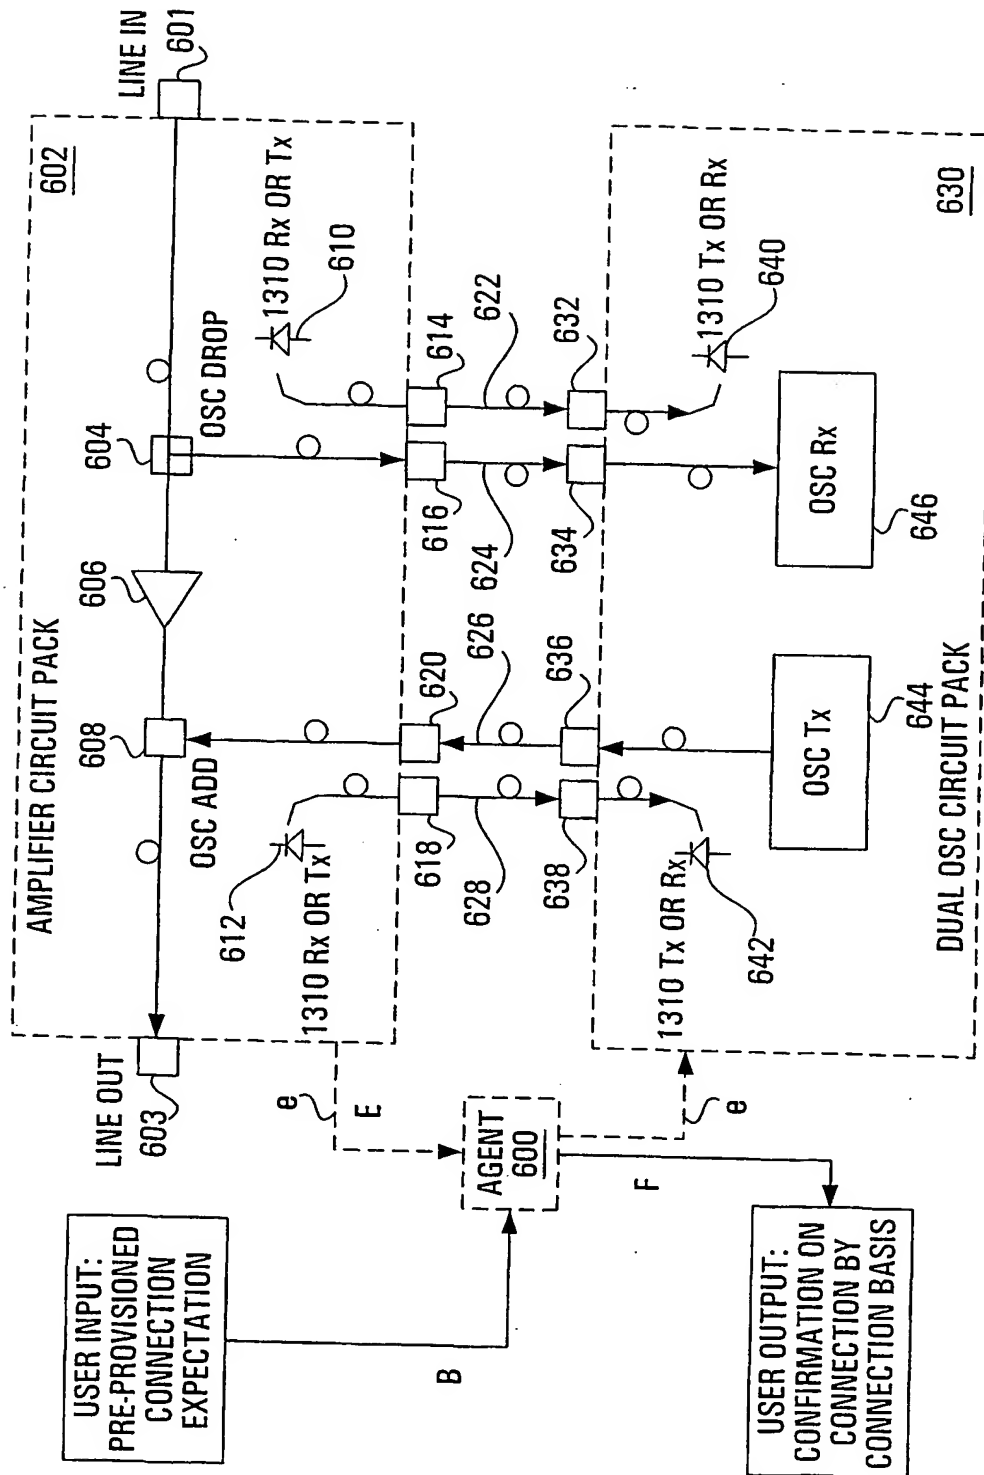 USER INPUT:
PRE-PROVISIONED
CONNECTION
EXPECTATION
B
LINE OUT
603
e
E
AGENT
600
F
e
USER OUTPUT:
CONFIRMATION ON
CONNECTION BY
CONNECTION BASIS
AMPLIFIER CIRCUIT PACK
602
LINE IN
601
608
606
604
OSC ADD
OSC DROP
612
1310 Rx OR Tx
1310 Rx OR Tx
610
618
620
616
614
628
626
624
622
638
636
634
632
1310 Tx OR Rx
642
1310 Tx OR Rx
640
OSC Tx
644
OSC Rx
646
DUAL OSC CIRCUIT PACK
630